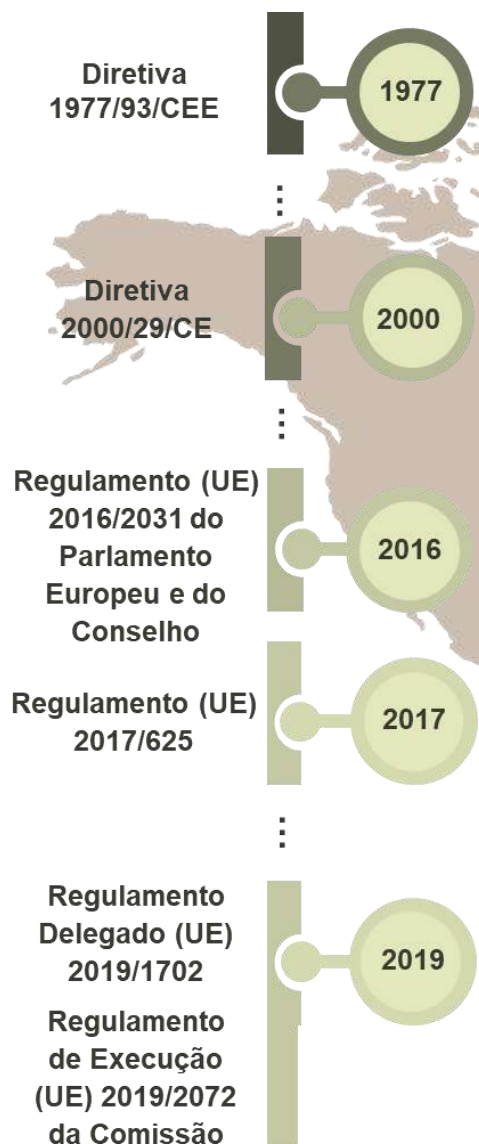 Diretiva
1977/93/CEE
1977
Diretiva
2000/29/CE
2000
Regulamento (UE)
2016/2031 do
Parlamento
Europeu e do
Conselho
2016
Regulamento (UE)
2017/625
2017
Regulamento
Delegado (UE)
2019/1702
2019
Regulamento
de Execução
(UE) 2019/2072
da Comissão